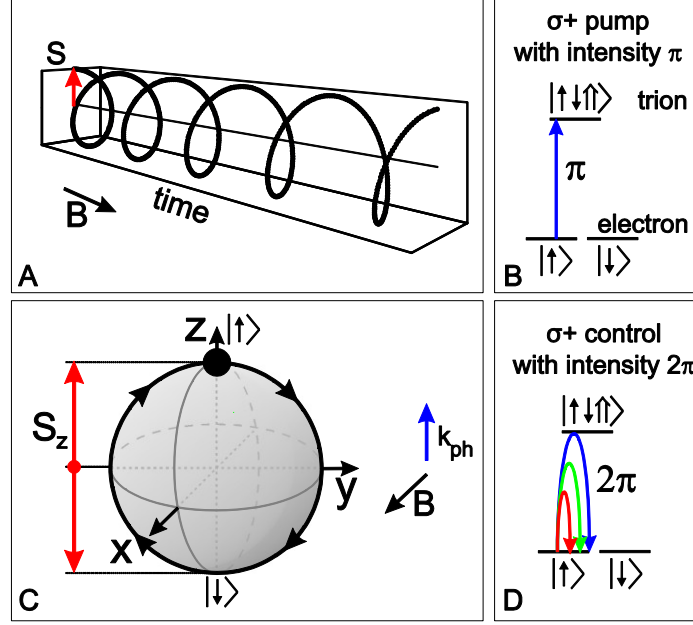 S
B
time
A
σ+ pump
with intensity π
|↑↓⇑⟩ trion
π
electron
|↑⟩ |↓⟩
B
z |↑⟩
S_z
k_ph
y
B
x
|↓⟩
C
σ+ control
with intensity 2π
|↑↓⇑⟩
2π
|↑⟩ |↓⟩
D